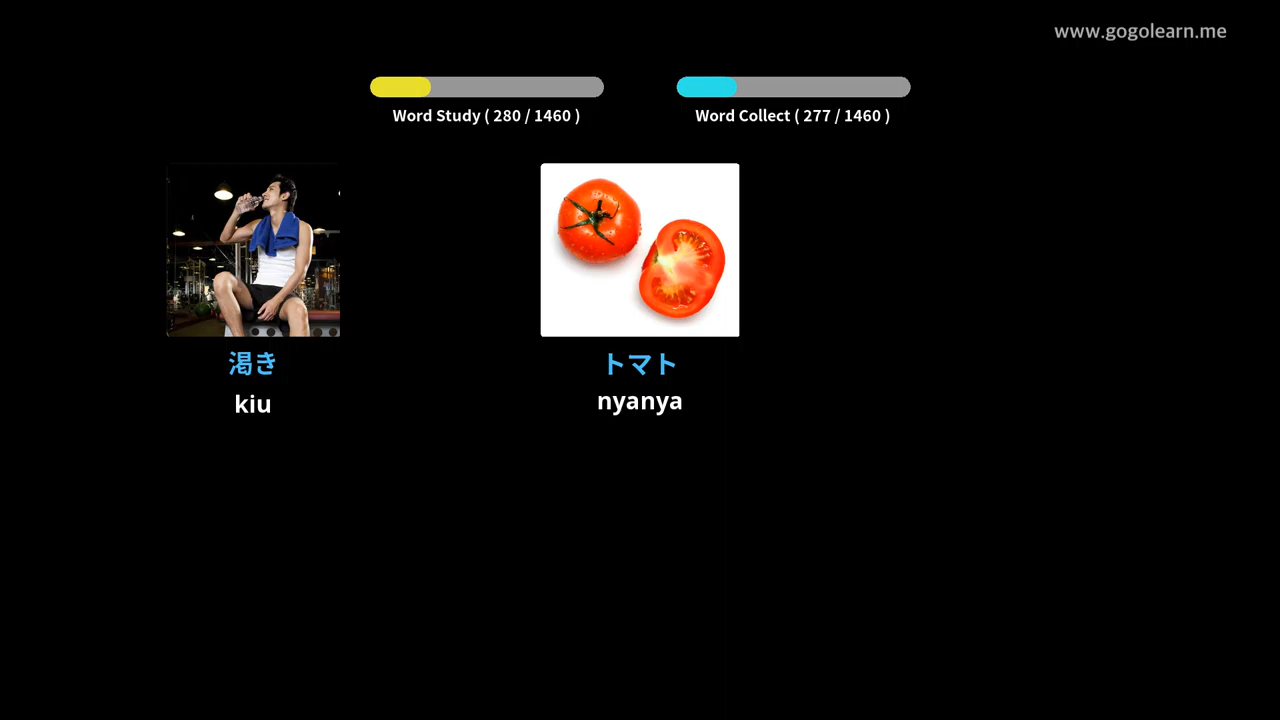 www.gogolearn.me
Word Study ( 280 / 1460 )
Word Collect ( 277 / 1460 )
渇き
kiu
トマト
nyanya